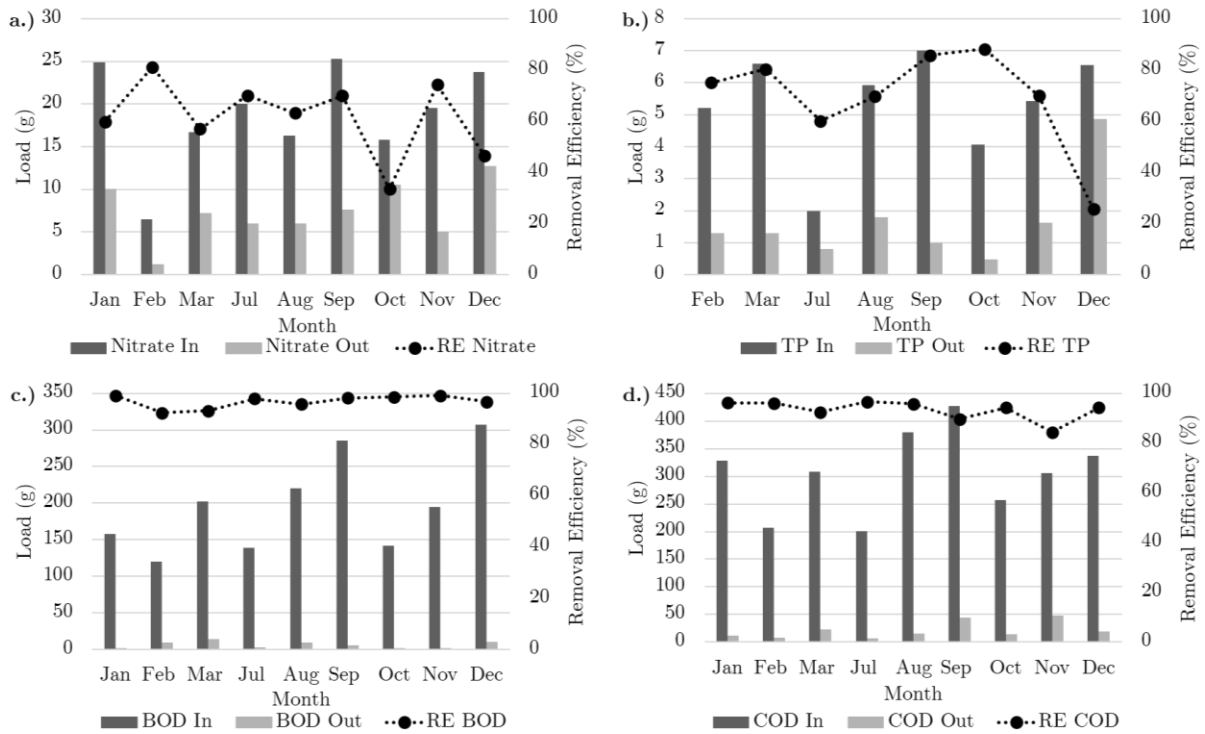 a.)
30
25
20
15
10
5
0
Load (g)
100
80
60
40
20
0
Removal Efficiency (%)
Jan Feb Mar Jul Aug Sep Oct Nov Dec
Month
Nitrate In Nitrate Out RE Nitrate
b.)
8
7
6
5
4
3
2
1
0
Load (g)
100
80
60
40
20
0
Removal Efficiency (%)
Feb Mar Jul Aug Sep Oct Nov Dec
Month
TP In TP Out RE TP
c.)
350
300
250
200
150
100
50
0
Load (g)
100
80
60
40
20
0
Removal Efficiency (%)
Jan Feb Mar Jul Aug Sep Oct Nov Dec
Month
BOD In BOD Out RE BOD
d.)
450
400
350
300
250
200
150
100
50
0
Load (g)
100
80
60
40
20
0
Removal Efficiency (%)
Jan Feb Mar Jul Aug Sep Oct Nov Dec
Month
COD In COD Out RE COD